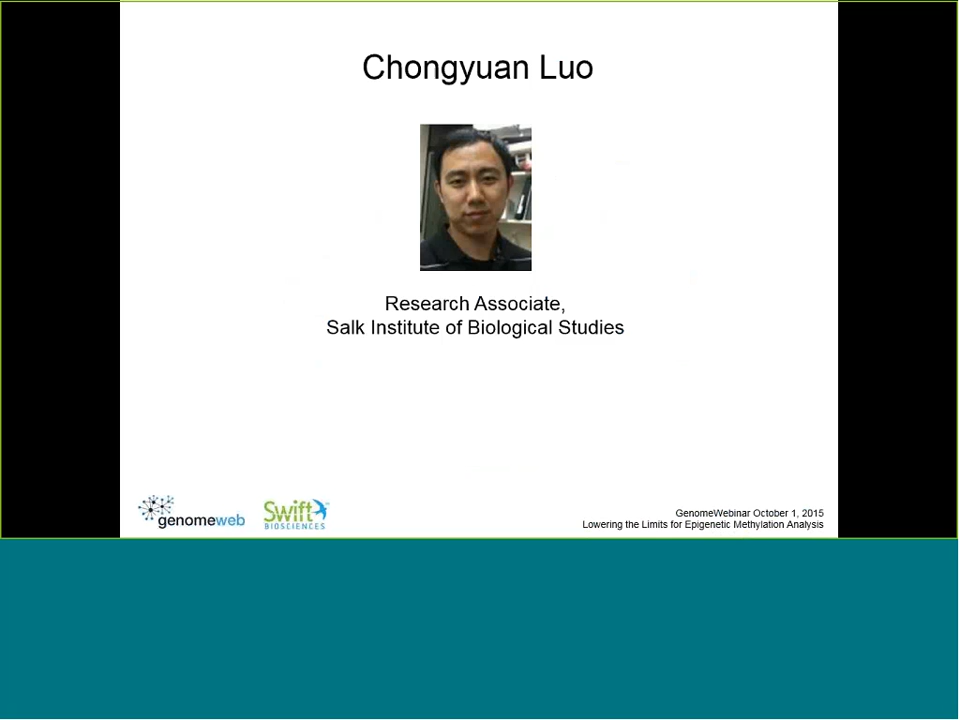 Chongyuan Luo
Research Associate,
Salk Institute of Biological Studies
genomeweb
Swift
BIOSCIENCES
GenomeWebinar October 1, 2015
Lowering the Limits for Epigenetic Methylation Analysis